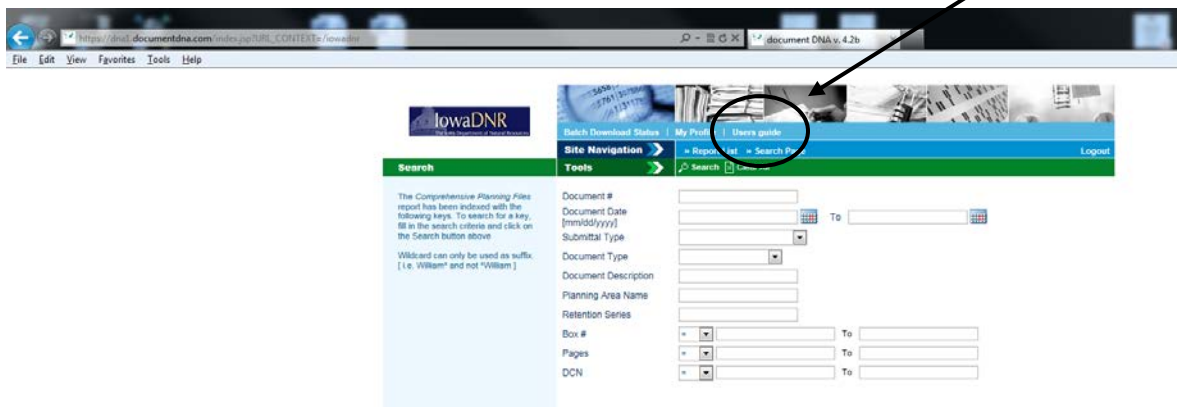 https://dna1.documentdna.com/index.jsp?URL_CONTEXT=/iowadnr
document DNA v. 4.2b
File Edit View Favorites Tools Help
IowaDNR
Batch Download Status | My Profile | Users guide
Site Navigation » Report List » Search Page Logout
Search Tools Search Clear All
The Comprehensive Planning Files
report has been indexed with the
following keys. To search for a key,
fill in the search criteria and click on
the Search button above
Wildcard can only be used as suffix.
[ i.e. William* and not *William ]
Document #
Document Date
[mm/dd/yyyy] To
Submittal Type
Document Type
Document Description
Planning Area Name
Retention Series
Box # = To
Pages = To
DCN = To